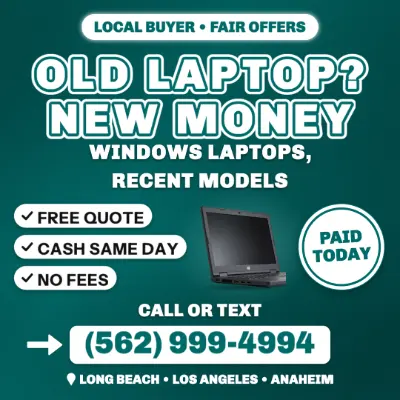 LOCAL BUYER • FAIR OFFERS
OLD LAPTOP?
NEW MONEY
WINDOWS LAPTOPS,
RECENT MODELS
FREE QUOTE
CASH SAME DAY
NO FEES
PAID
TODAY
CALL OR TEXT
(562) 999-4994
LONG BEACH • LOS ANGELES • ANAHEIM